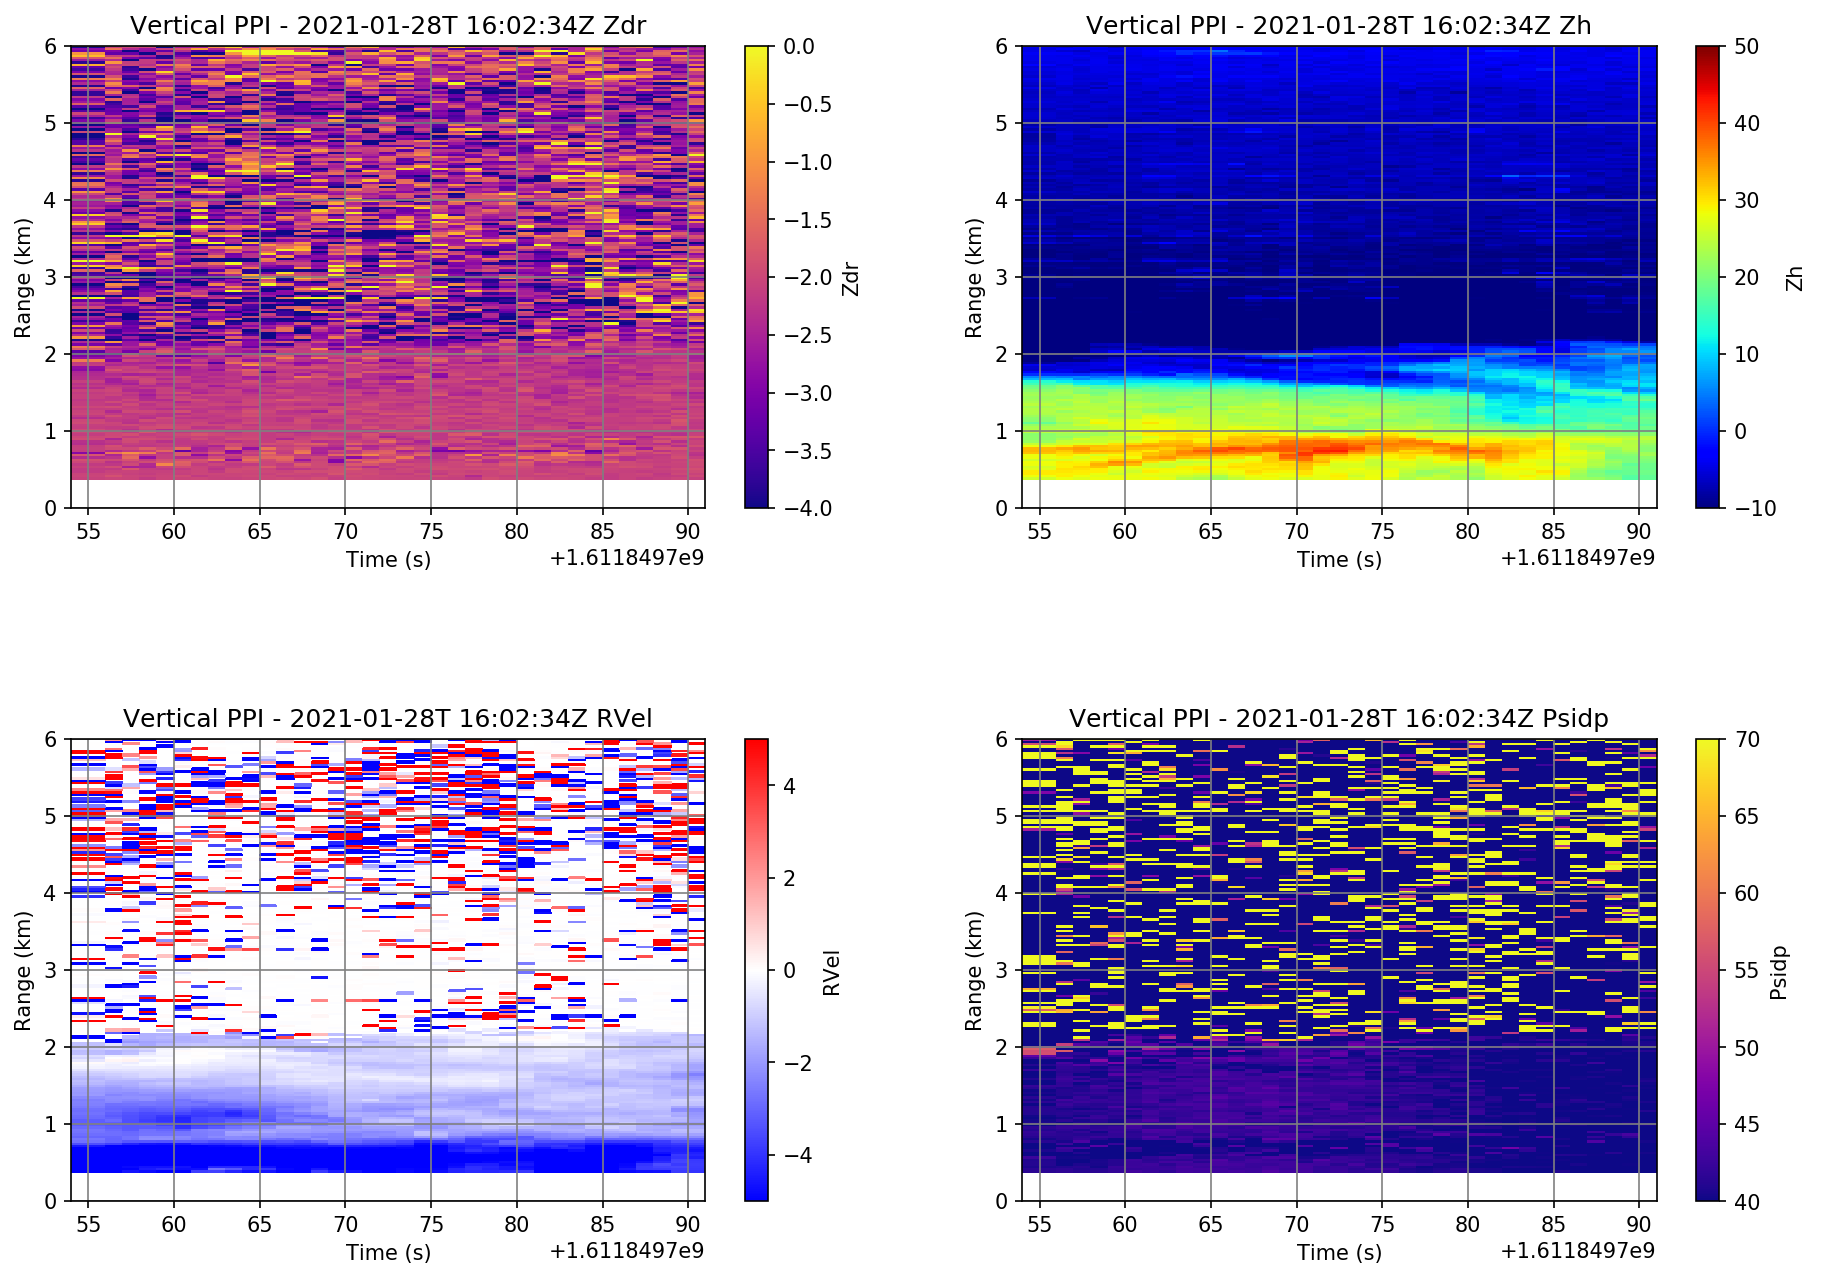 Vertical PPI - 2021-01-28T 16:02:34Z Zdr
6
5
4
3
2
1
0
Range (km)
55 60 65 70 75 80 85 90
Time (s)
+1.6118497e9
0.0
−0.5
−1.0
−1.5
−2.0
−2.5
−3.0
−3.5
−4.0
Zdr
Vertical PPI - 2021-01-28T 16:02:34Z Zh
6
5
4
3
2
1
0
Range (km)
55 60 65 70 75 80 85 90
Time (s)
+1.6118497e9
50
40
30
20
10
0
−10
Zh
Vertical PPI - 2021-01-28T 16:02:34Z RVel
6
5
4
3
2
1
0
Range (km)
55 60 65 70 75 80 85 90
Time (s)
+1.6118497e9
4
2
0
−2
−4
RVel
Vertical PPI - 2021-01-28T 16:02:34Z Psidp
6
5
4
3
2
1
0
Range (km)
55 60 65 70 75 80 85 90
Time (s)
+1.6118497e9
70
65
60
55
50
45
40
Psidp